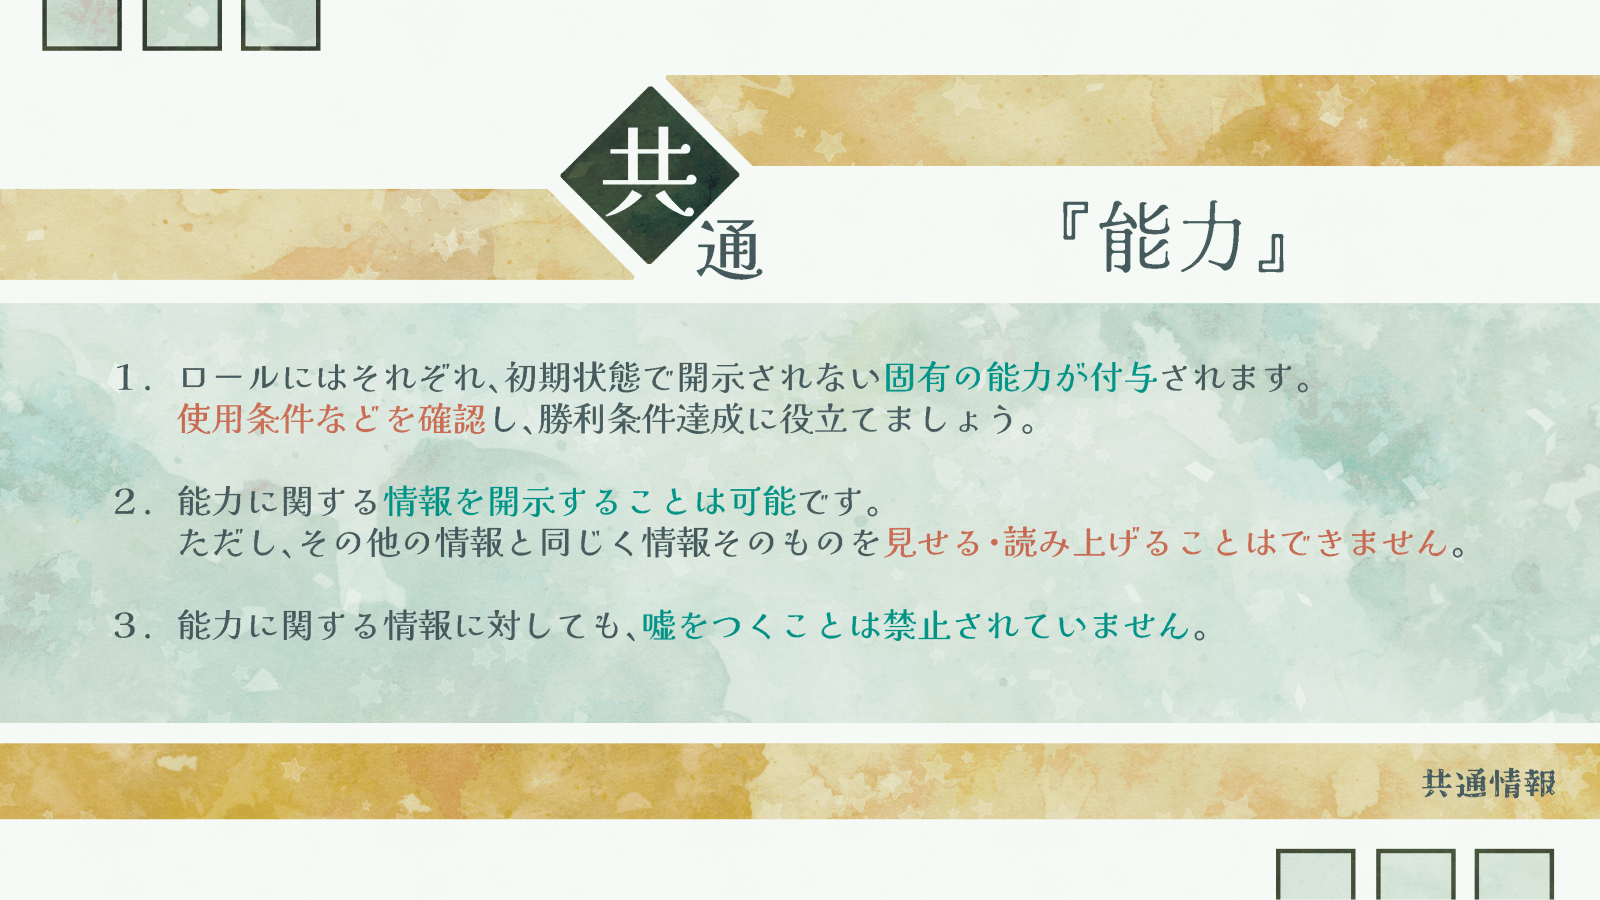 共通
『能力』
1. ロールにはそれぞれ、初期状態で開示されない固有の能力が付与されます。
使用条件などを確認し、勝利条件達成に役立てましょう。
2. 能力に関する情報を開示することは可能です。
ただし、その他の情報と同じく情報そのものを見せる・読み上げることはできません。
3. 能力に関する情報に対しても、嘘をつくことは禁止されていません。
共通情報